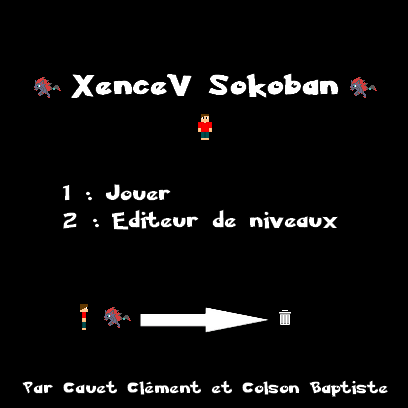 XenceV Sokoban
1 : Jouer
2 : Editeur de niveaux
Par Cauet Clément et Colson Baptiste